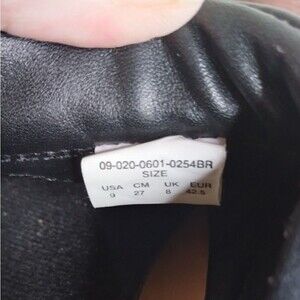 09-020-0601-0254BR
SIZE
USA CM UK EUR
9 27 8 42.5